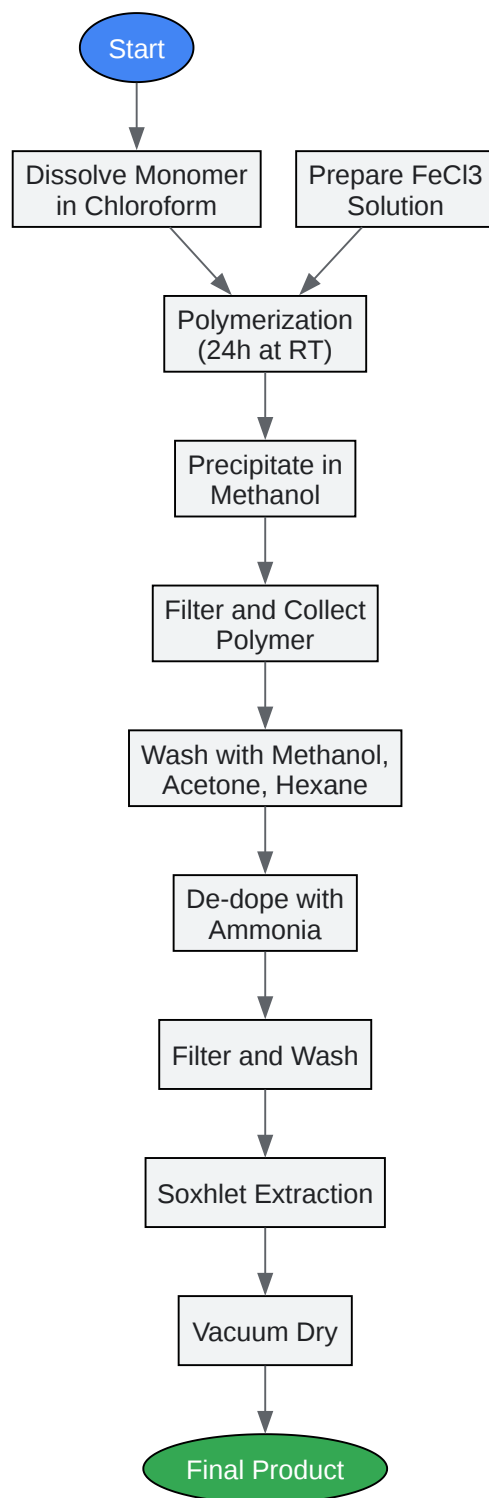 Start
Dissolve Monomer
in Chloroform
Prepare FeCl3
Solution
Polymerization
(24h at RT)
Precipitate in
Methanol
Filter and Collect
Polymer
Wash with Methanol,
Acetone, Hexane
De-dope with
Ammonia
Filter and Wash
Soxhlet Extraction
Vacuum Dry
Final Product